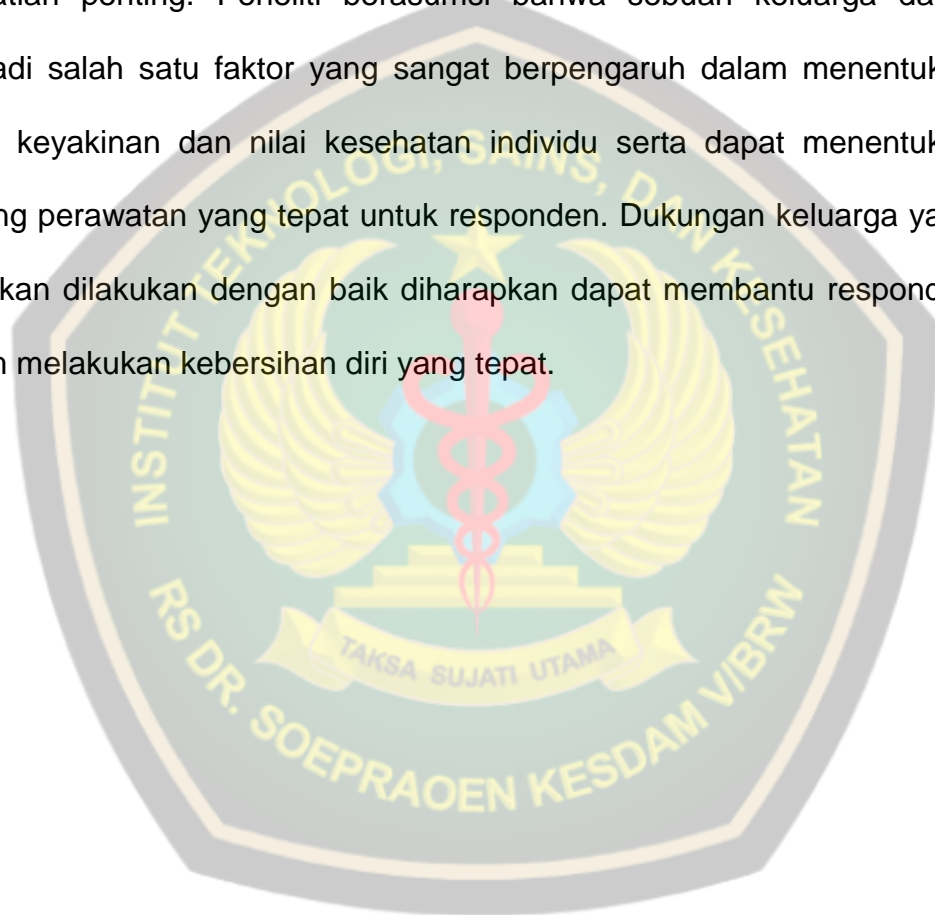 penting. Peneliti berasumsi bahwa sebuah keluarga
salah satu faktor yang sangat berpengaruh dalam
keyakinan dan nilai kesehatan individu serta dapat
perawatan yang tepat untuk responden. Dukungan keluarga
dilakukan dengan baik diharapkan dapat membantu
melakukan kebersihan diri yang tepat.
INSTITUT TEKNOLOGI, SAINS, DAN KESEHATAN
TAKSA SUJATI UTAMA
RS DR. SOEPRAOEN KESDAM V/BRW